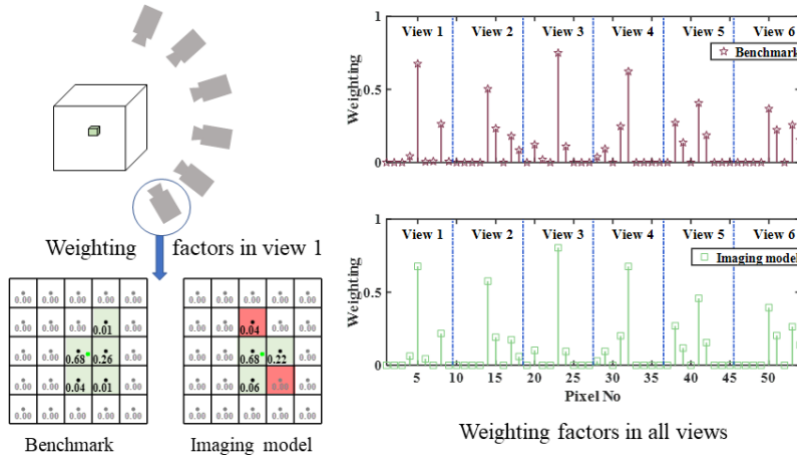 Weighting factors in view 1
0.00 0.00 0.00 0.00 0.00
0.00 0.00 0.00 0.01 0.00
0.00 0.00 0.68 0.26 0.00
0.00 0.00 0.04 0.01 0.00
0.00 0.00 0.00 0.00 0.00
Benchmark
0.00 0.00 0.00 0.00 0.00
0.00 0.00 0.04 0.00 0.00
0.00 0.00 0.68 0.22 0.00
0.00 0.00 0.06 0.00 0.00
0.00 0.00 0.00 0.00 0.00
Imaging model
1
View 1 View 2 View 3 View 4 View 5 View 6
Benchmark
Weighting
0.5
0
1
View 1 View 2 View 3 View 4 View 5 View 6
Imaging model
Weighting
0.5
0
5 10 15 20 25 30 35 40 45 50
Pixel No
Weighting factors in all views